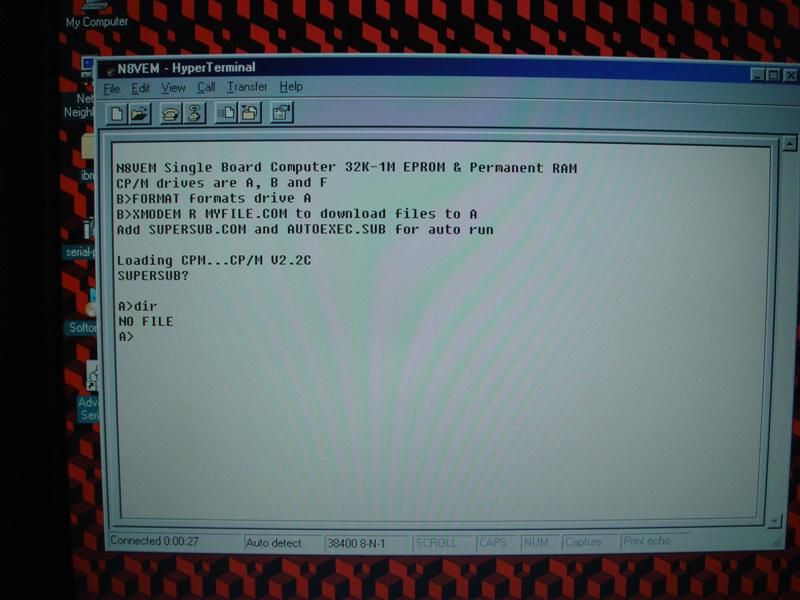 My Computer
N8VEM - HyperTerminal
File Edit View Call Transfer Help
N8VEM Single Board Computer 32K-1M EPROM & Permanent RAM
CP/M drives are A, B and F
B>FORMAT formats drive A
B>XMODEM R MYFILE.COM to download files to A
Add SUPERSUB.COM and AUTOEXEC.SUB for auto run
Loading CPM...CP/M V2.2C
SUPERSUB?
A>dir
NO FILE
A>
Connected 0:00:27 Auto detect 38400 8-N-1 SCROLL CAPS NUM Capture Print echo